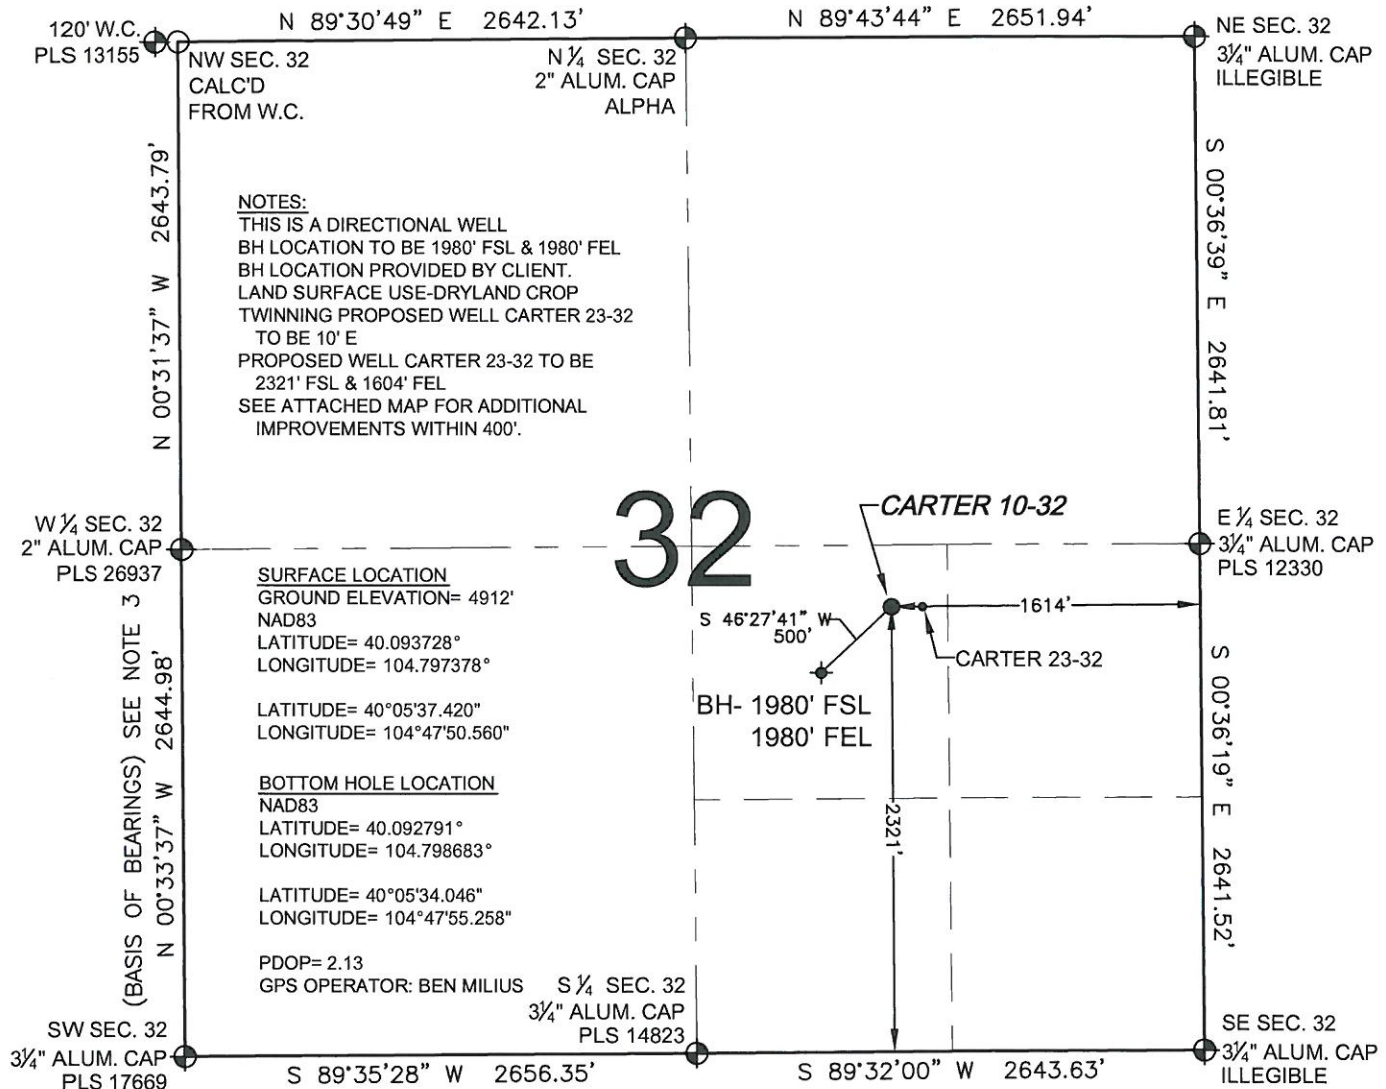 N 89°30'49" E 2642.13'
N 89°43'44" E 2651.94'
120' W.C.
PLS 13155
NW SEC. 32
CALC'D
FROM W.C.
N 1/4 SEC. 32
2" ALUM. CAP
ALPHA
NE SEC. 32
3 1/4" ALUM. CAP
ILLEGIBLE
N 00°31'37" W 2643.79'
S 00°36'39" E 2641.81'
NOTES:
THIS IS A DIRECTIONAL WELL
BH LOCATION TO BE 1980' FSL & 1980' FEL
BH LOCATION PROVIDED BY CLIENT.
LAND SURFACE USE-DRYLAND CROP
TWINNING PROPOSED WELL CARTER 23-32
TO BE 10' E
PROPOSED WELL CARTER 23-32 TO BE
2321' FSL & 1604' FEL
SEE ATTACHED MAP FOR ADDITIONAL
IMPROVEMENTS WITHIN 400'.
32
CARTER 10-32
W 1/4 SEC. 32
2" ALUM. CAP
PLS 26937
E 1/4 SEC. 32
3 1/4" ALUM. CAP
PLS 12330
SURFACE LOCATION
GROUND ELEVATION= 4912'
NAD83
LATITUDE= 40.093728°
LONGITUDE= 104.797378°
LATITUDE= 40°05'37.420"
LONGITUDE= 104°47'50.560"
S 46°27'41" W
500'
1614'
CARTER 23-32
BH- 1980' FSL
1980' FEL
2321'
BOTTOM HOLE LOCATION
NAD83
LATITUDE= 40.092791°
LONGITUDE= 104.798683°
LATITUDE= 40°05'34.046"
LONGITUDE= 104°47'55.258"
PDOP= 2.13
GPS OPERATOR: BEN MILIUS
(BASIS OF BEARINGS) SEE NOTE 3
N 00°33'37" W 2644.98'
S 00°36'19" E 2641.52'
S 1/4 SEC. 32
3 1/4" ALUM. CAP
PLS 14823
SW SEC. 32
3 1/4" ALUM. CAP
PLS 17669
SE SEC. 32
3 1/4" ALUM. CAP
ILLEGIBLE
S 89°35'28" W 2656.35'
S 89°32'00" W 2643.63'